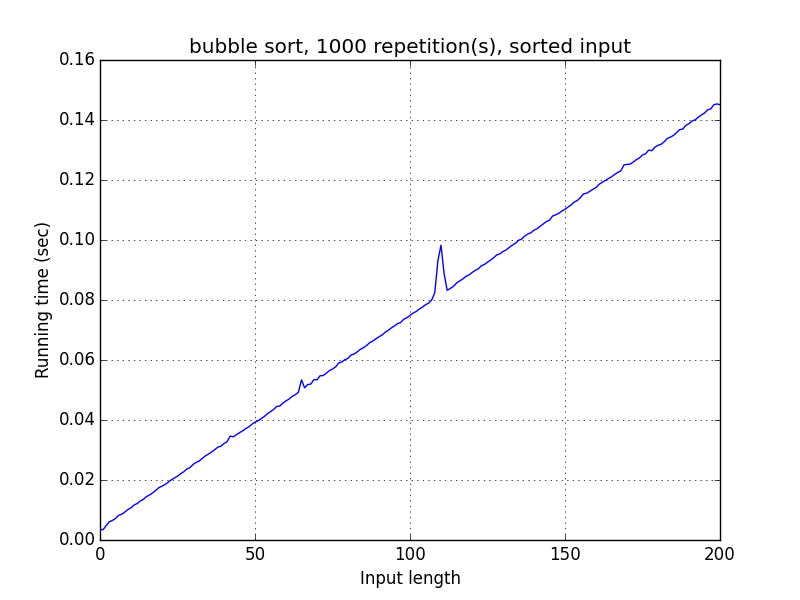 bubble sort, 1000 repetition(s), sorted input
0.16
0.14
0.12
0.10
0.08
0.06
0.04
0.02
0.00
Running time (sec)
0 50 100 150 200
Input length